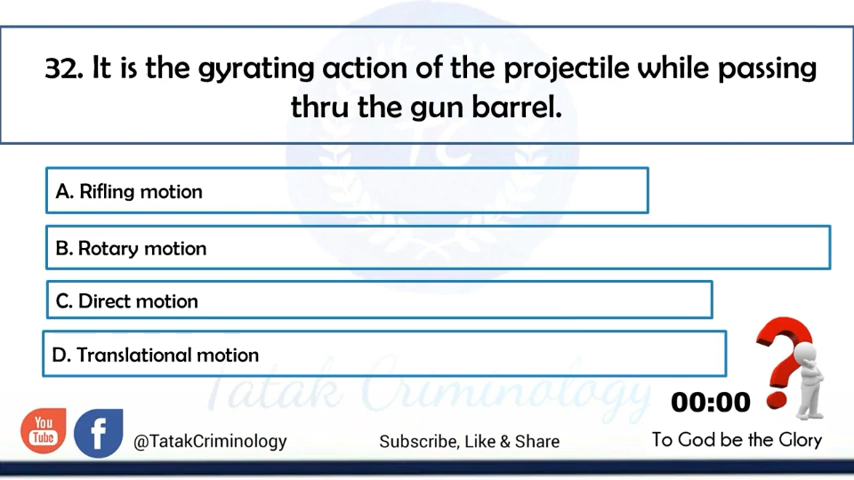 32. It is the gyrating action of the projectile while passing
thru the gun barrel.
TC
A. Rifling motion
B. Rotary motion
C. Direct motion
D. Translational motion
Tatak Criminology
00:00
You
Tube
f
@TatakCriminology
Subscribe, Like & Share
To God be the Glory